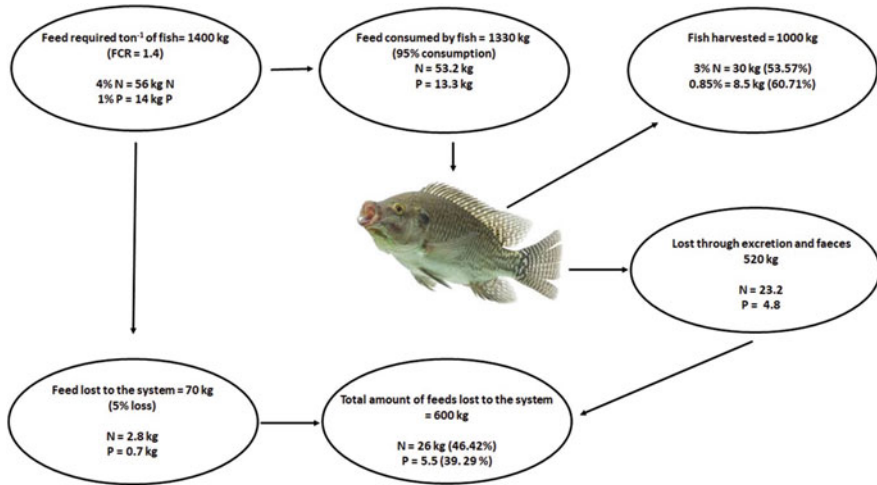 Feed required ton⁻¹ of fish= 1400 kg
(FCR = 1.4)
4% N = 56 kg N
1% P = 14 kg P
Feed consumed by fish = 1330 kg
(95% consumption)
N = 53.2 kg
P = 13.3 kg
Fish harvested = 1000kg
3% N = 30 kg (53.57%)
0.85% = 8.5 kg (60.71%)
Lost through excretion and faeces
520 kg
N = 23.2
P = 4.8
Feed lost to the system = 70 kg
(5% loss)
N = 2.8 kg
P = 0.7 kg
Total amount of feeds lost to the system
= 600 kg
N = 26 kg (46.42%)
P = 5.5 (39. 29 %)